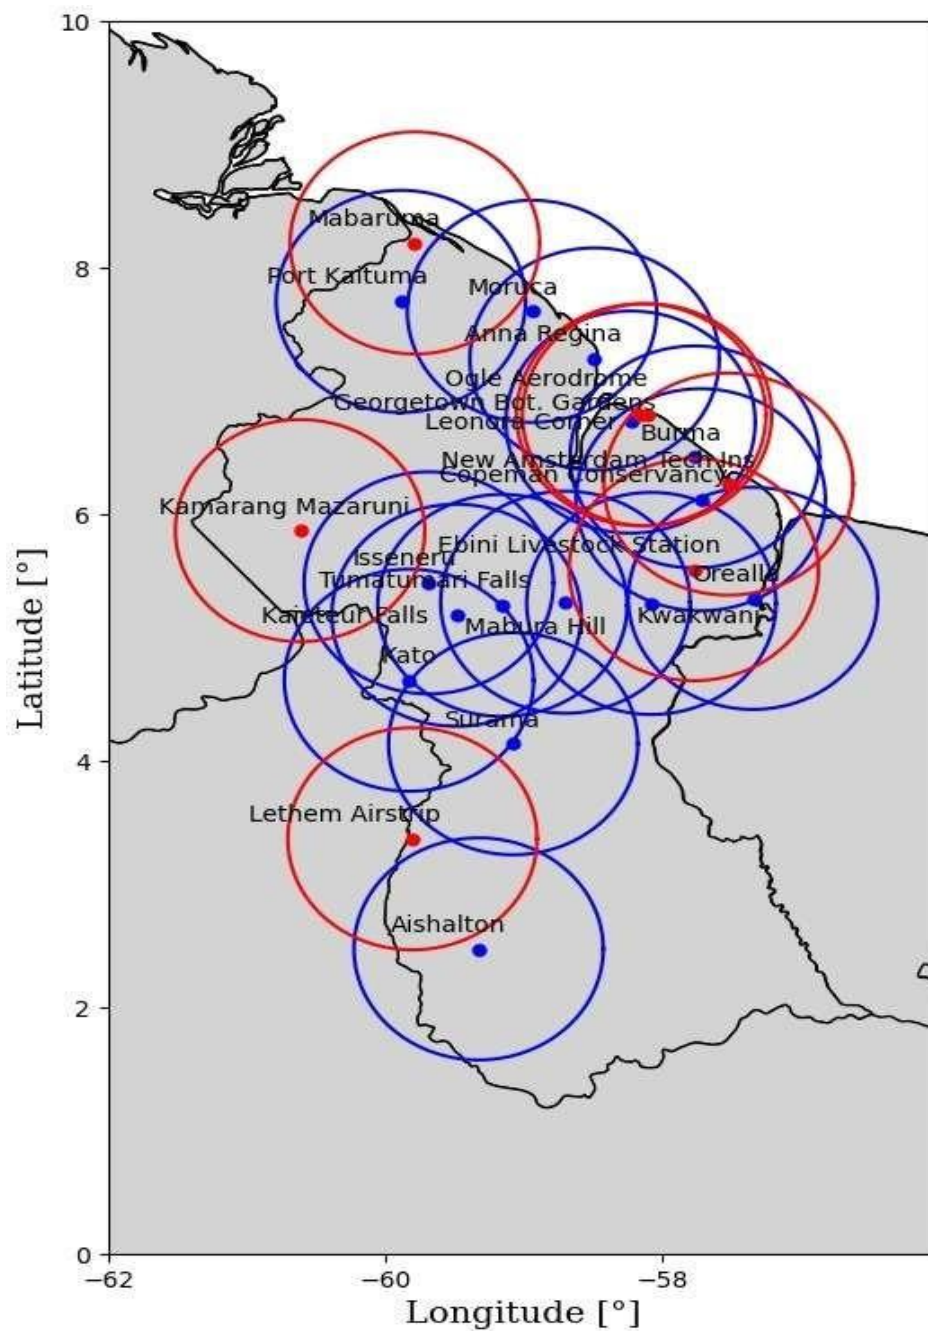 10
Mabaruma
8
Port Kaituma
Moruca
Anna Regina
Ogle Aerodrome
Georgetown Bot. Gardens
Leonora Corner
Burma
New Amsterdam Tech Ins
Copeman Conservancy
Kamarang Mazaruni
6
Ebini Livestock Station
Isseneru
Orealla
Tumatumari Falls
Kaieteur Falls
Kwakwani
Mabura Hill
Kato
Surama
4
Lethem Airstrip
Aishalton
2
0
−62
−60
−58
Longitude [°]
Latitude [°]